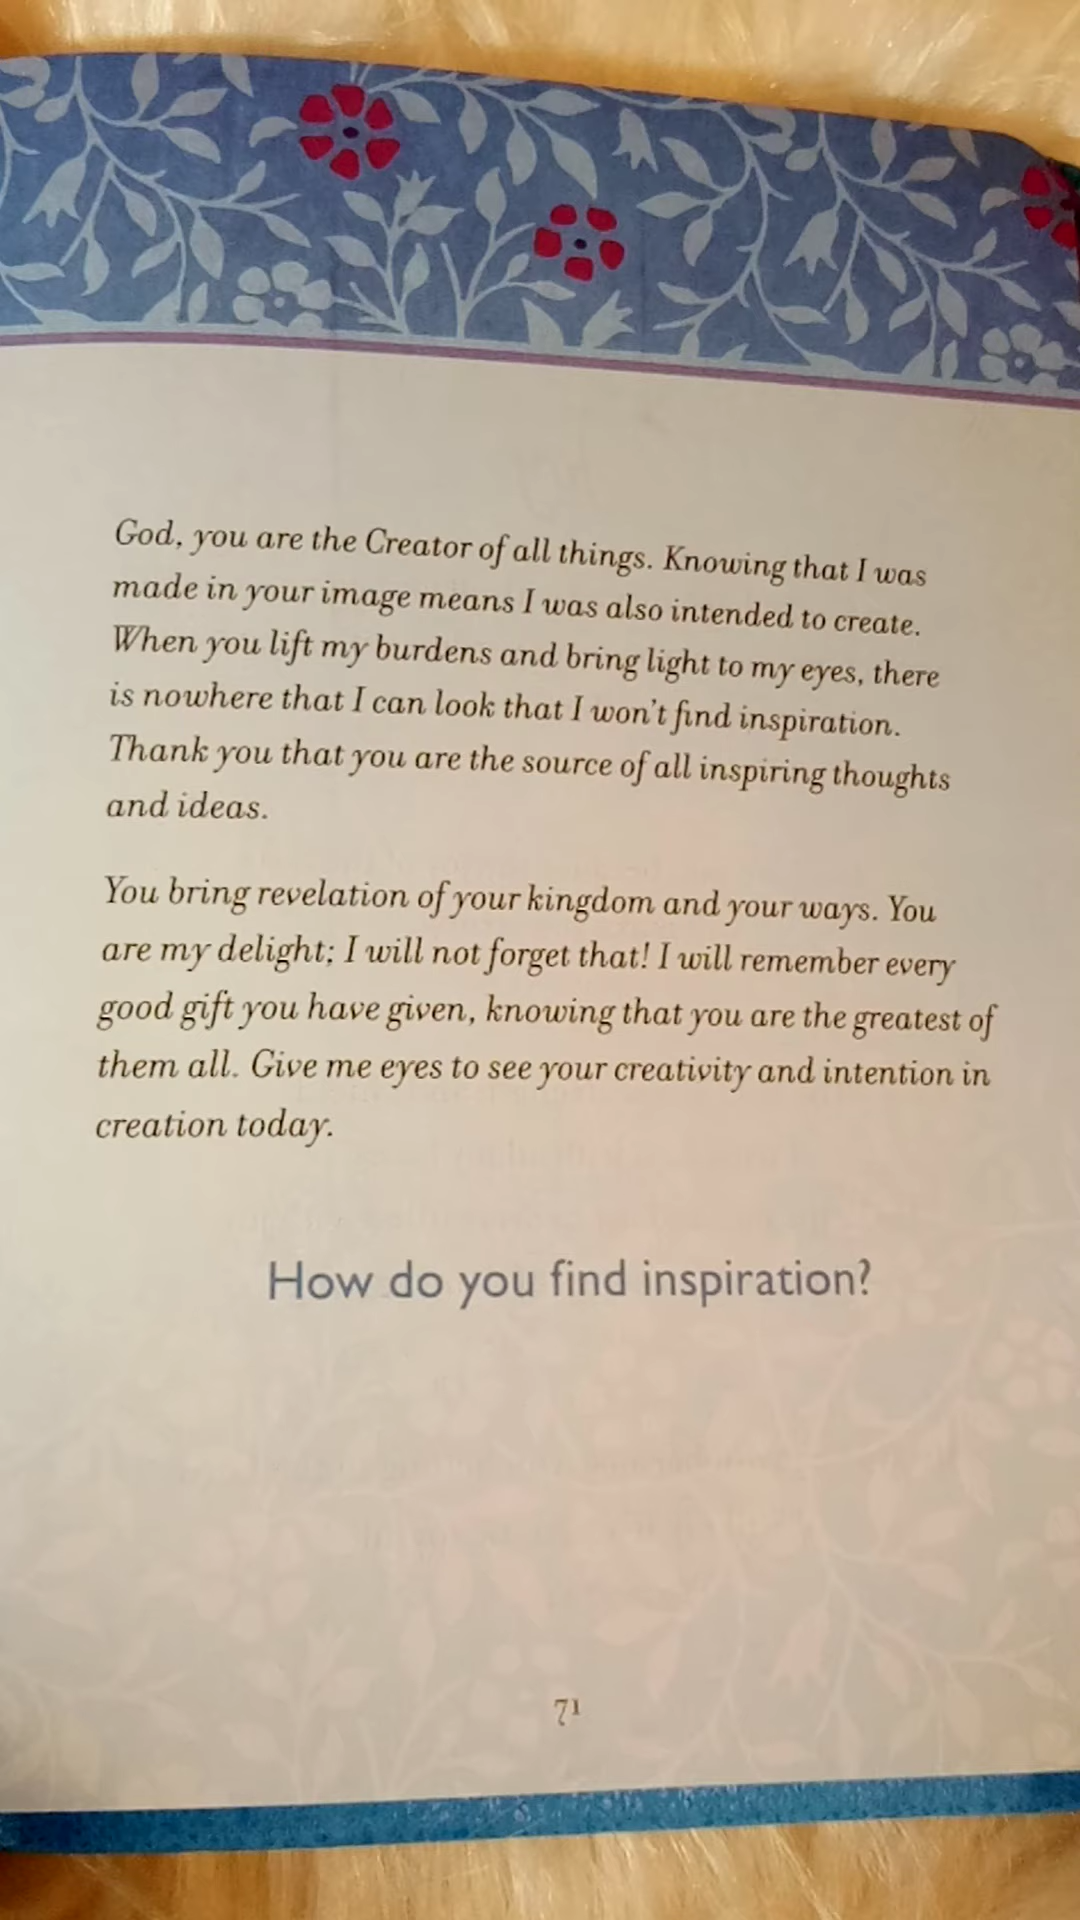 God, you are the Creator of all things. Knowing that I was
made in your image means I was also intended to create.
When you lift my burdens and bring light to my eyes, there
is nowhere that I can look that I won't find inspiration.
Thank you that you are the source of all inspiring thoughts
and ideas.
You bring revelation of your kingdom and your ways. You
are my delight; I will not forget that! I will remember every
good gift you have given, knowing that you are the greatest of
them all. Give me eyes to see your creativity and intention in
creation today.
How do you find inspiration?
71